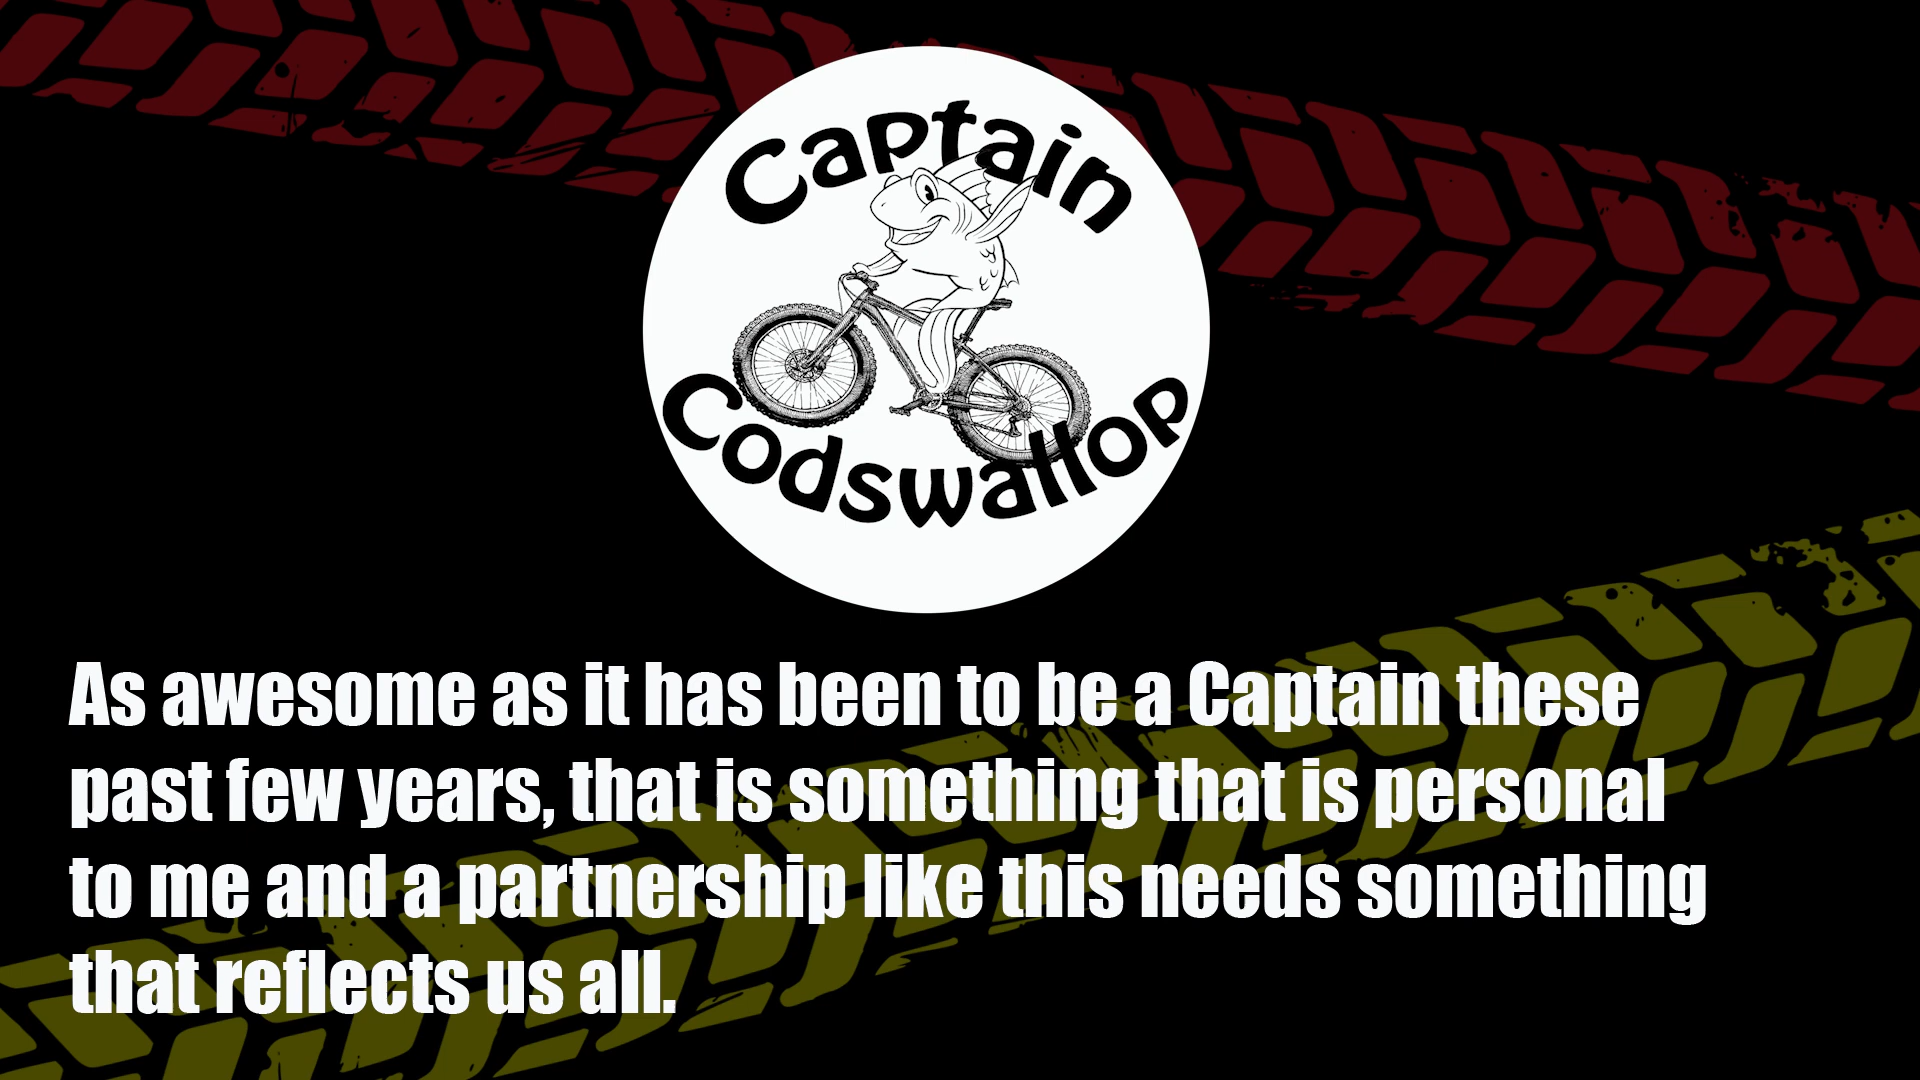 Captain
Codswallop
As awesome as it has been to be a Captain these
past few years, that is something that is personal
to me and a partnership like this needs something
that reflects us all.